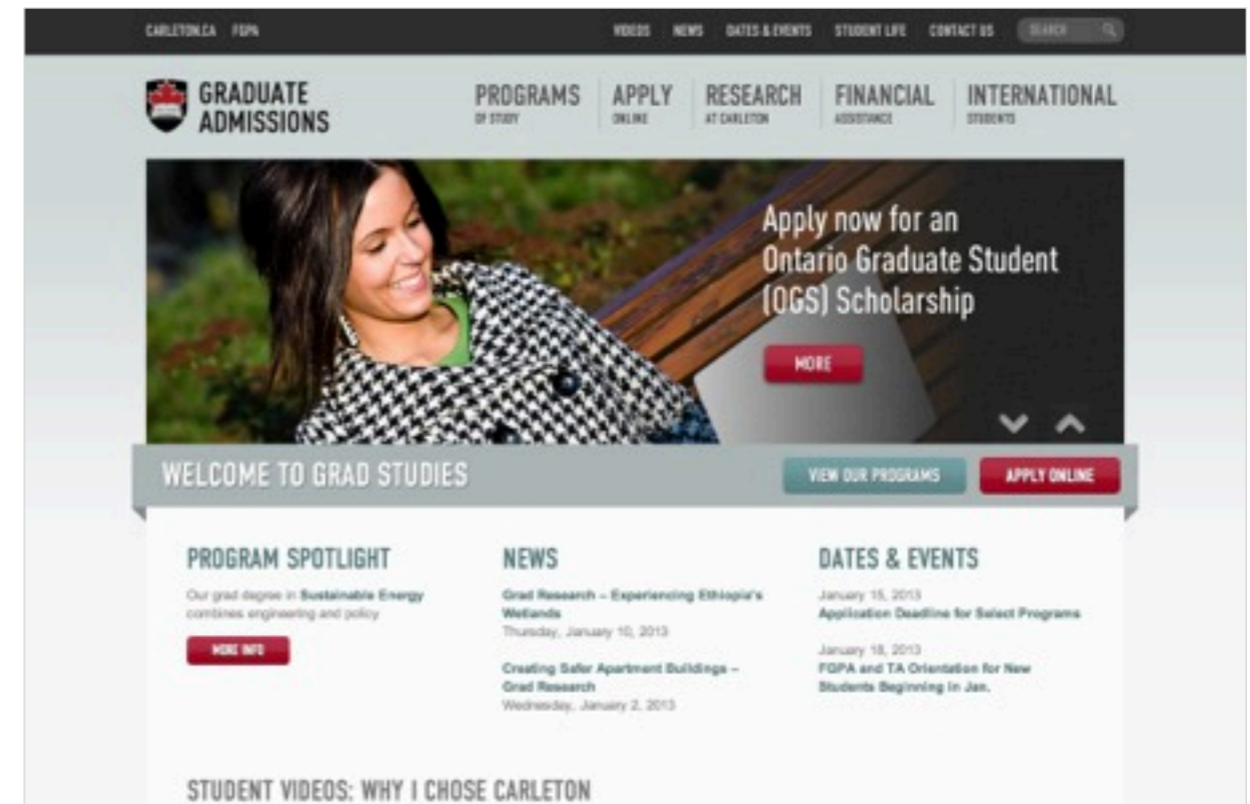 CARLETON.CA FGPA VIDEOS NEWS DATES & EVENTS STUDENT LIFE CONTACT US SEARCH
GRADUATE
ADMISSIONS
PROGRAMS
OF STUDY
APPLY
ONLINE
RESEARCH
AT CARLETON
FINANCIAL
ASSISTANCE
INTERNATIONAL
STUDENTS
Apply now for an
Ontario Graduate Student
(OGS) Scholarship
MORE
WELCOME TO GRAD STUDIES
VIEW OUR PROGRAMS
APPLY ONLINE
PROGRAM SPOTLIGHT
Our grad degree in Sustainable Energy
combines engineering and policy
MORE INFO
NEWS
Grad Research – Experiencing Ethiopia's
Wetlands
Thursday, January 10, 2013
Creating Safer Apartment Buildings –
Grad Research
Wednesday, January 2, 2013
DATES & EVENTS
January 15, 2013
Application Deadline for Select Programs
January 18, 2013
FGPA and TA Orientation for New
Students Beginning in Jan.
STUDENT VIDEOS: WHY I CHOSE CARLETON